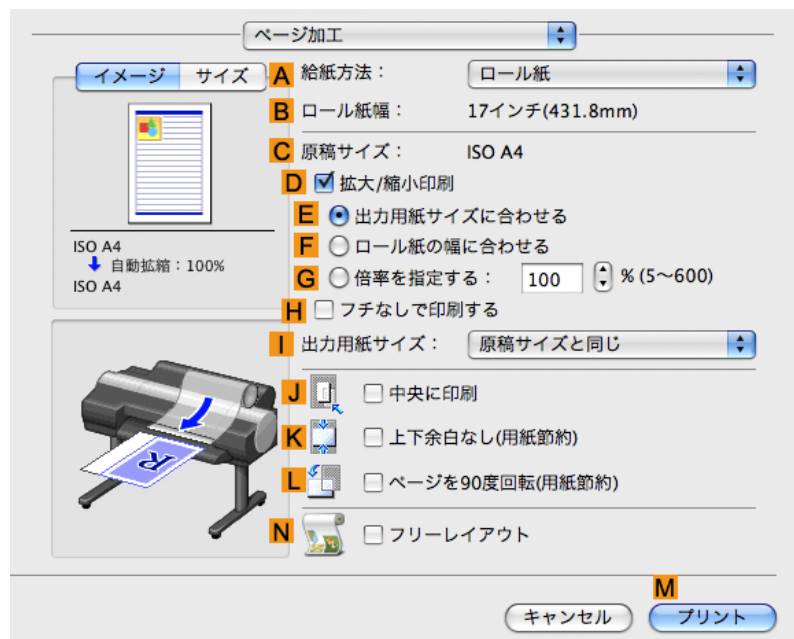 ページ加工
イメージ サイズ
A 給紙方法： ロール紙
B ロール紙幅： 17インチ(431.8mm)
C 原稿サイズ： ISO A4
D 拡大/縮小印刷
E 出力用紙サイズに合わせる
F ロール紙の幅に合わせる
G 倍率を指定する： 100 % (5～600)
ISO A4
自動拡縮：100%
ISO A4
H フチなしで印刷する
I 出力用紙サイズ： 原稿サイズと同じ
J 中央に印刷
K 上下余白なし(用紙節約)
L ページを90度回転(用紙節約)
R
N フリーレイアウト
M
キャンセル プリント